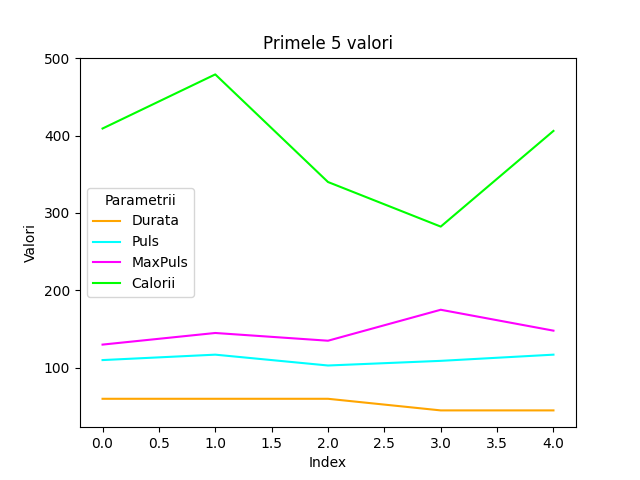 Primele 5 valori
500
400
300
200
100
Valori
Parametrii
Durata
Puls
MaxPuls
Calorii
0.0 0.5 1.0 1.5 2.0 2.5 3.0 3.5 4.0
Index